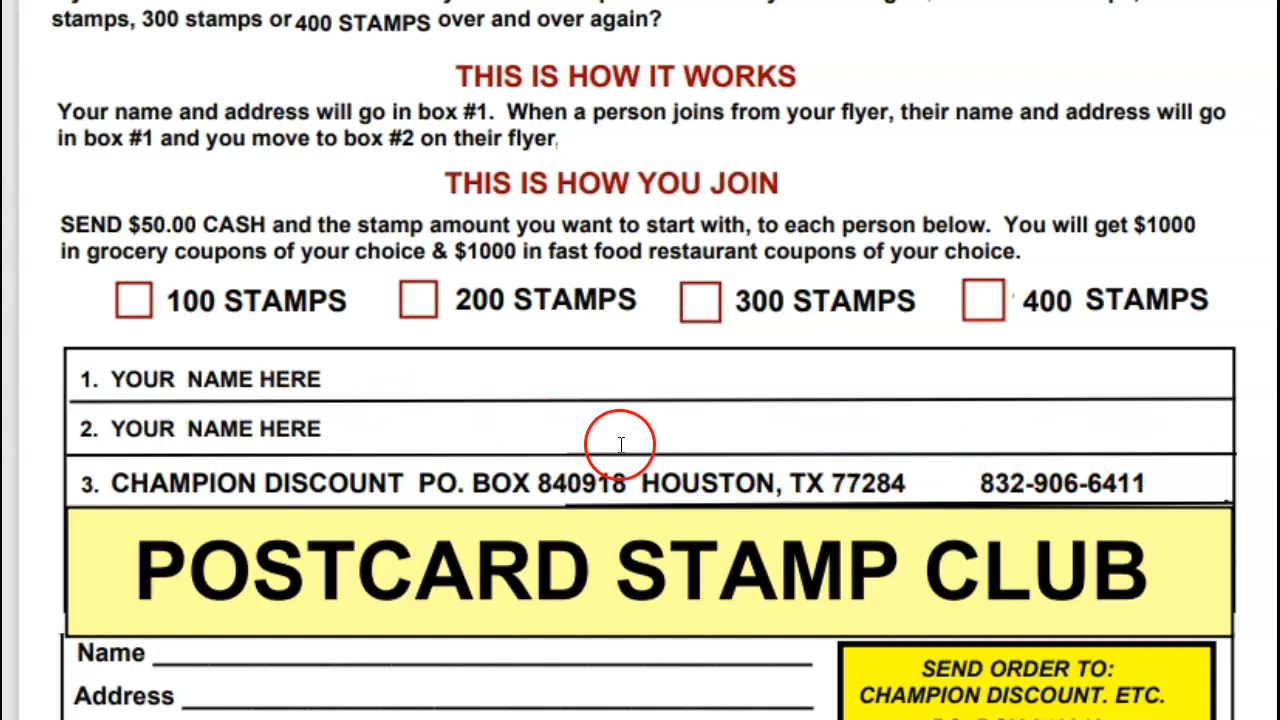 stamps, 300 stamps or 400 STAMPS over and over again?
THIS IS HOW IT WORKS
Your name and address will go in box #1. When a person joins from your flyer, their name and address will go
in box #1 and you move to box #2 on their flyer.
THIS IS HOW YOU JOIN
SEND $50.00 CASH and the stamp amount you want to start with, to each person below. You will get $1000
in grocery coupons of your choice & $1000 in fast food restaurant coupons of your choice.
100 STAMPS 200 STAMPS 300 STAMPS 400 STAMPS
1. YOUR NAME HERE
2. YOUR NAME HERE
3. CHAMPION DISCOUNT PO. BOX 840918 HOUSTON, TX 77284 832-906-6411
POSTCARD STAMP CLUB
Name
Address
SEND ORDER TO:
CHAMPION DISCOUNT. ETC.